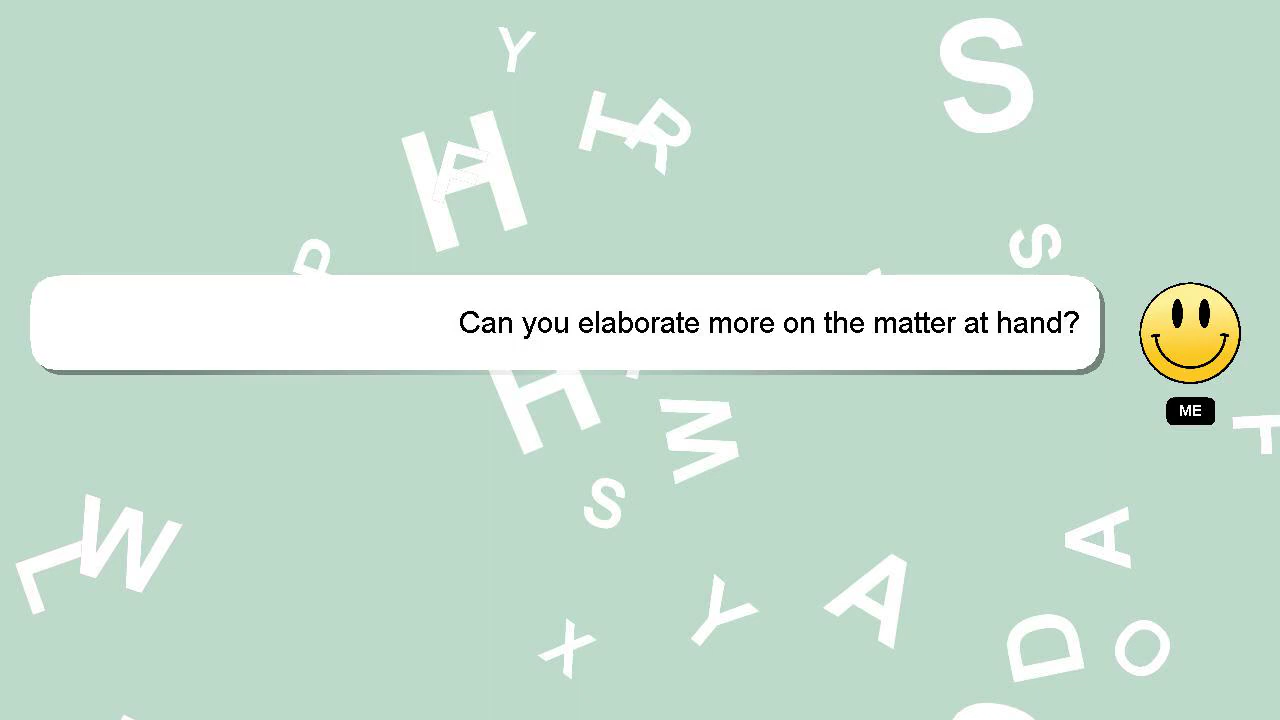 Y
S
T
R
H
A
P
S
Can you elaborate more on the matter at hand?
ME
H
W
T
S
W
A
L
A
Y
X
D
O